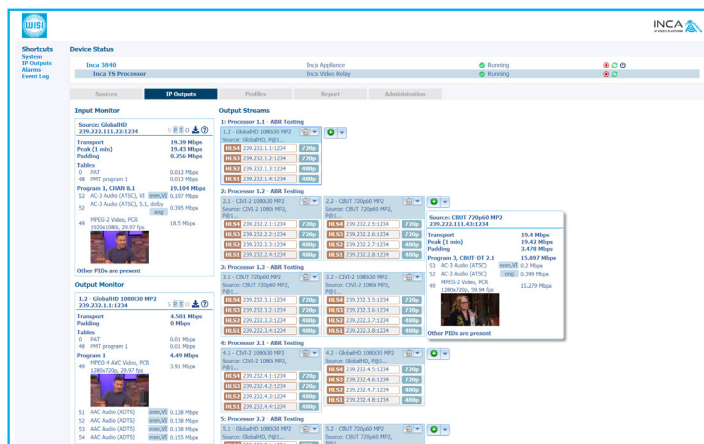 WISI
INCA
IP VIDEO PLATFORM
Shortcuts
System
IP Outputs
Alarms
Event Log
Device Status
Inca 3840 Inca Appliance Running
Inca TS Processor Inca Video Relay Running
Sources IP Outputs Profiles Report Administration
Input Monitor
Source: GlobalHD
239.222.111.22:1234 S P I O
Transport 19.39 Mbps
Peak (1 min) 19.43 Mbps
Padding 0.256 Mbps
Tables
0 PAT 0.012 Mbps
48 PMT program 1 0.013 Mbps
Program 1, CHAN 8.1 19.104 Mbps
53 AC-3 Audio (ATSC), VI emm,VI 0.197 Mbps
52 AC-3 Audio (ATSC), 5.1, dolby eng 0.395 Mbps
49 MPEG-2 Video, PCR
1920x1080i, 29.97 fps 18.5 Mbps
Other PIDs are present
Output Monitor
1.2 - GlobalHD 1080i30 MP2
239.232.1.1:1234 S P I O
Transport 4.501 Mbps
Padding 0 Mbps
Tables
0 PAT 0.01 Mbps
48 PMT program 1 0.01 Mbps
Program 1 4.49 Mbps
49 MPEG-4 AVC Video, PCR
1280x720p, 29.97 fps 3.91 Mbps
51 AAC Audio (ADTS) emm,VI 0.138 Mbps
52 AAC Audio (ADTS) emm,VI 0.138 Mbps
53 AAC Audio (ADTS) emm,VI 0.138 Mbps
54 AAC Audio (ADTS) emm,VI 0.155 Mbps
Output Streams
1: Processor 1.1 - ABR Testing
1.2 - GlobalHD 1080i30 MP2
Source: GlobalHD, P@1...
HLS4 239.232.1.1:1234 720p
HLS3 239.232.1.2:1234 720p
HLS2 239.232.1.3:1234 480p
HLS1 239.232.1.4:1234 480p
2: Processor 1.2 - ABR Testing
2.1 - CIVI-2 1080i30 MP2
Source: CIVI-2 1080i MP2,
P@1...
HLS4 239.232.2.1:1234 720p
HLS3 239.232.2.2:1234 720p
HLS2 239.232.2.3:1234 480p
HLS1 239.232.2.4:1234 480p
2.2 - CBUT 720p60 MP2
Source: CBUT 720p60 MP2,
P@1...
HLS4 239.232.2.5:1234 720p
HLS3 239.232.2.6:1234 720p
HLS2 239.232.2.7:1234 480p
HLS1 239.232.2.8:1234 480p
Source: CBUT 720p60 MP2
239.222.111.43:1234
Transport 19.4 Mbps
Peak (1 min) 19.42 Mbps
Padding 3.478 Mbps
Program 3, CBUT-DT 2.1 15.897 Mbps
53 AC-3 Audio (ATSC) emm,VI 0.2 Mbps
52 AC-3 Audio (ATSC) eng 0.399 Mbps
49 MPEG-2 Video, PCR
1280x720p, 59.94 fps 15.279 Mbps
Other PIDs are present
3: Processor 1.3 - ABR Testing
3.1 - CBUT 720p60 MP2
Source: CBUT 720p60 MP2,
P@1...
HLS4 239.232.3.1:1234 720p
HLS3 239.232.3.2:1234 720p
HLS2 239.232.3.3:1234 480p
HLS1 239.232.3.4:1234 480p
3.2 - CIVI-2 1080i30 MP2
Source: CIVI-2 1080i MP2,
P@1...
HLS4 239.232.3.5:1234 720p
HLS3 239.232.3.6:1234 720p
HLS2 239.232.3.7:1234 480p
HLS1 239.232.3.8:1234 480p
4: Processor 2.1 - ABR Testing
4.1 - CIVI-2 1080i30 MP2
Source: CIVI-2 1080i MP2,
P@1...
HLS4 239.232.4.1:1234 720p
HLS3 239.232.4.2:1234 720p
HLS2 239.232.4.3:1234 480p
HLS1 239.232.4.4:1234 480p
4.2 - GlobalHD 1080i30 MP2
Source: GlobalHD, P@1...
HLS4 239.232.4.5:1234 720p
HLS3 239.232.4.6:1234 720p
HLS2 239.232.4.7:1234 480p
HLS1 239.232.4.8:1234 480p
5: Processor 2.2 - ABR Testing
5.1 - GlobalHD 1080i30 MP2
Source: GlobalHD, P@1...
5.2 - CBUT 720p60 MP2
Source: CBUT 720p60 MP2,